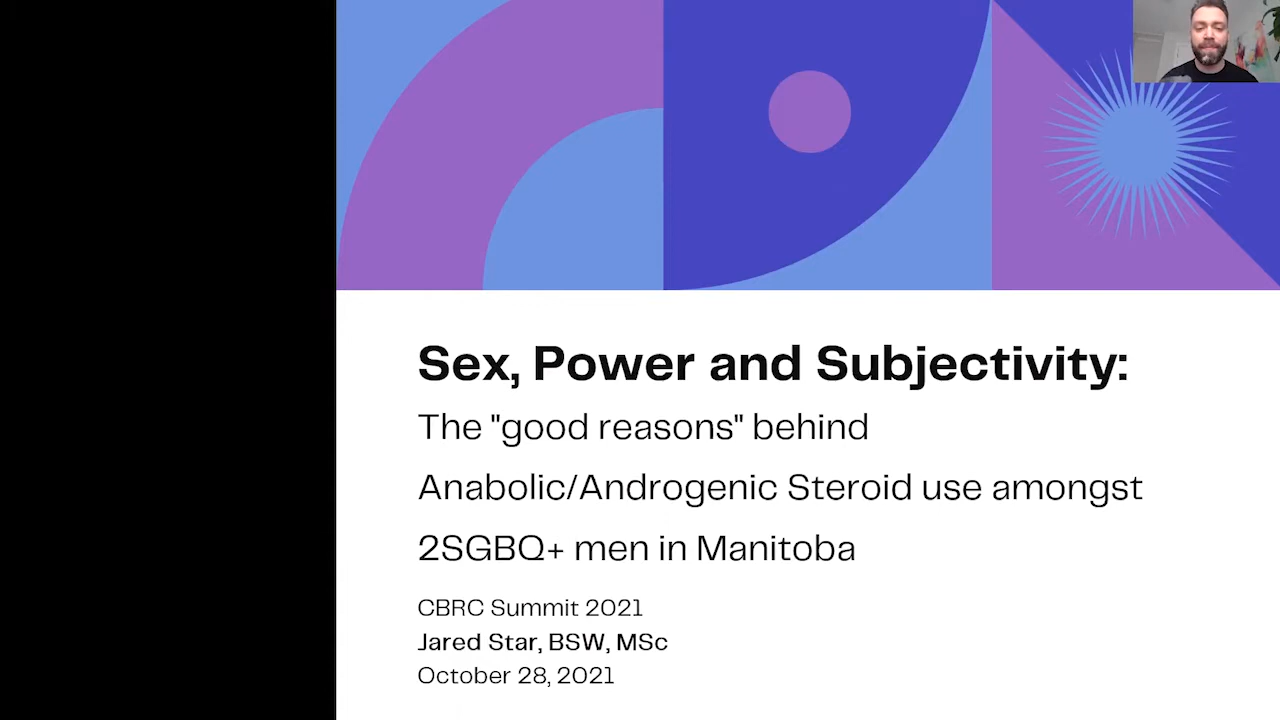 Sex, Power and Subjectivity:
The "good reasons" behind
Anabolic/Androgenic Steroid use amongst
2SGBQ+ men in Manitoba
CBRC Summit 2021
Jared Star, BSW, MSc
October 28, 2021